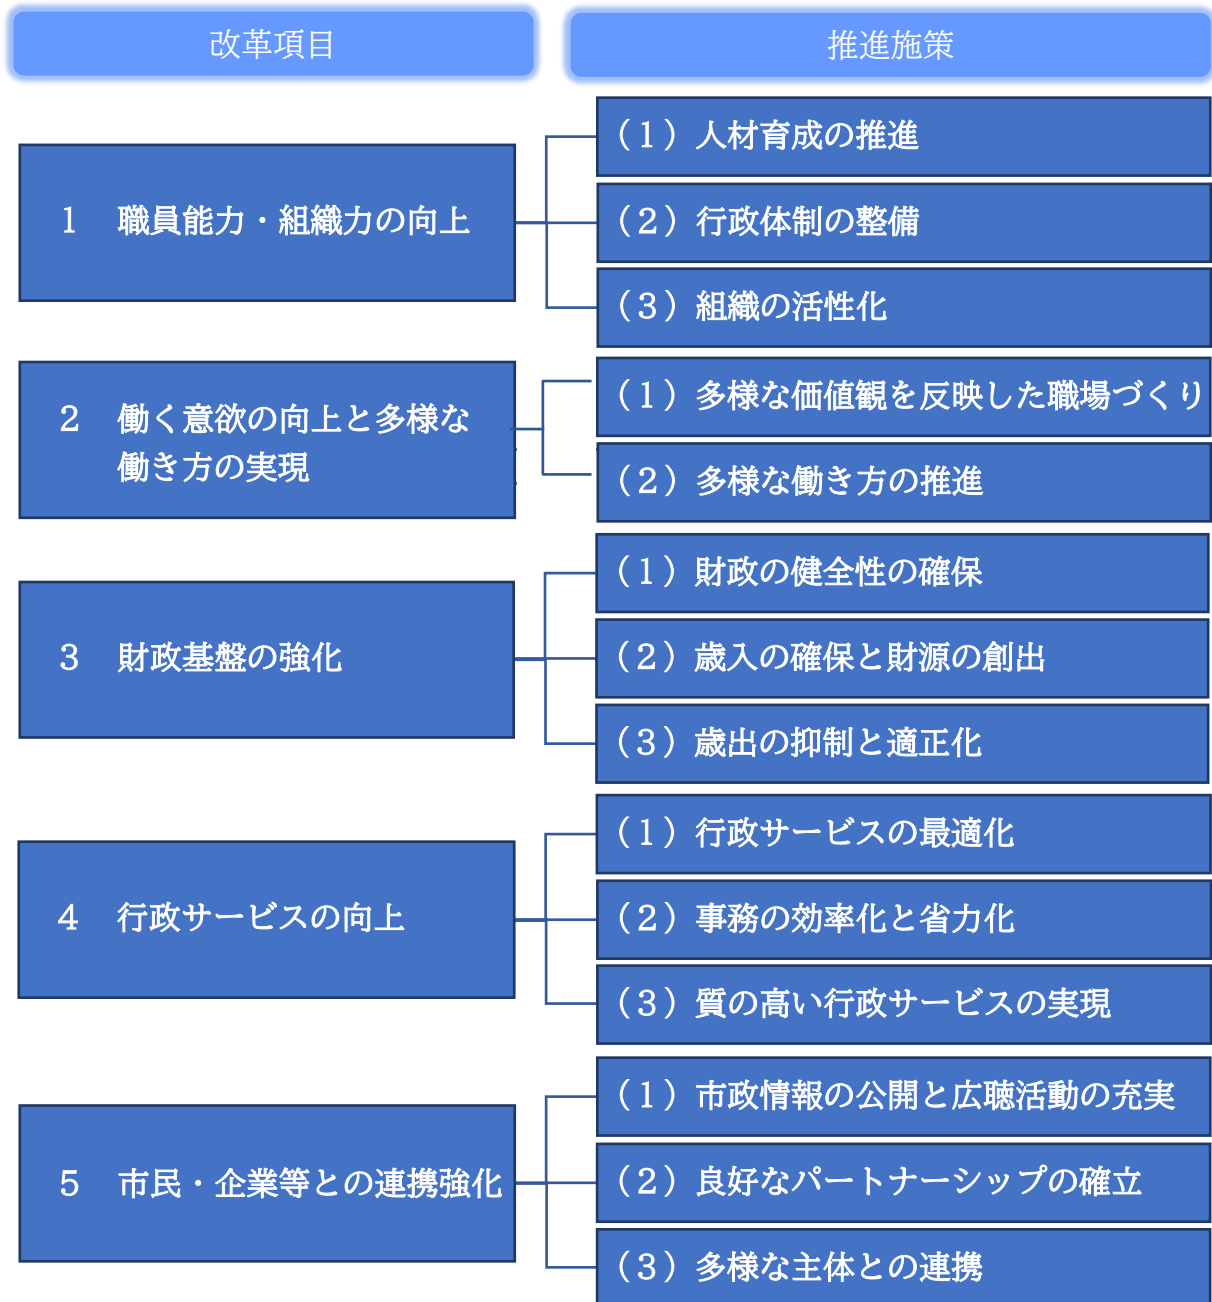 改革項目
推進施策
１　職員能力・組織力の向上
（１）人材育成の推進
（２）行政体制の整備
（３）組織の活性化
２　働く意欲の向上と多様な
働き方の実現
（１）多様な価値観を反映した職場づくり
（２）多様な働き方の推進
３　財政基盤の強化
（１）財政の健全性の確保
（２）歳入の確保と財源の創出
（３）歳出の抑制と適正化
４　行政サービスの向上
（１）行政サービスの最適化
（２）事務の効率化と省力化
（３）質の高い行政サービスの実現
５　市民・企業等との連携強化
（１）市政情報の公開と広聴活動の充実
（２）良好なパートナーシップの確立
（３）多様な主体との連携